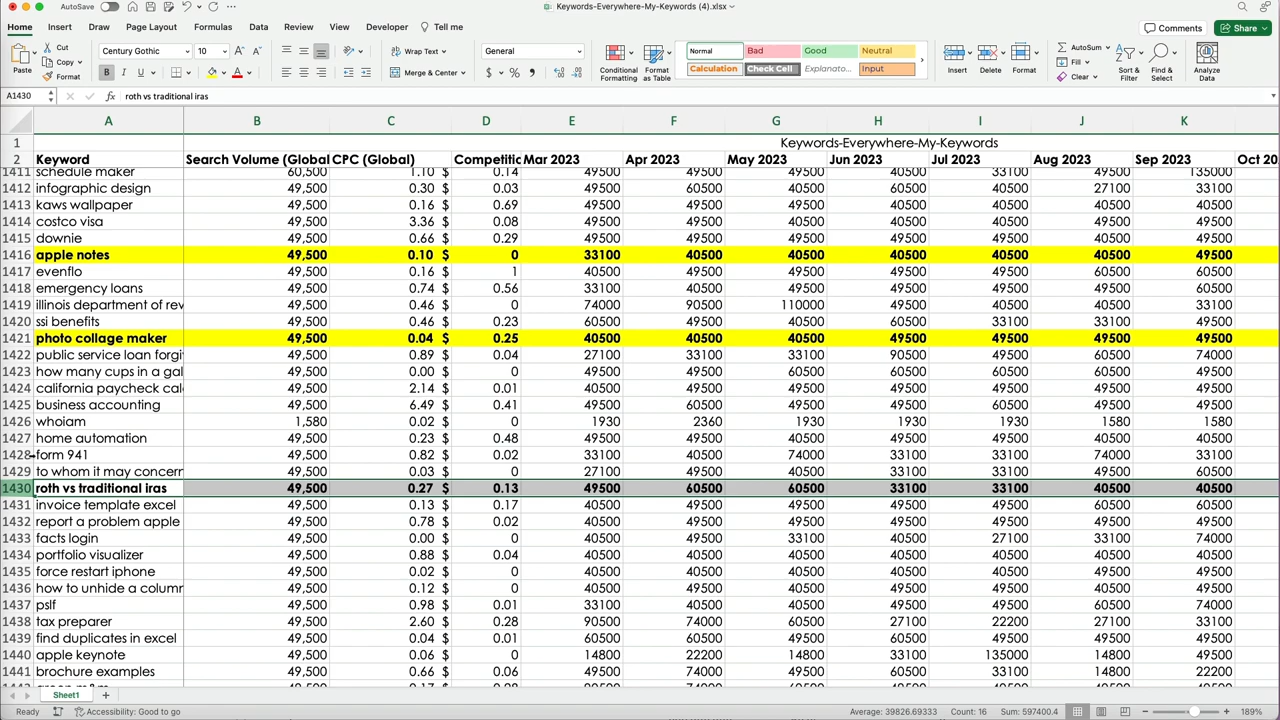 AutoSave
Keywords-Everywhere-My-Keywords (4).xlsx
Home Insert Draw Page Layout Formulas Data Review View Developer Tell me
Comments Share
Paste Cut Copy Format
Century Gothic 10
B I U
Wrap Text
Merge & Center
General
$ %
Conditional Formatting
Format as Table
Normal Bad Good Neutral
Calculation Check Cell Explanato... Input
Insert Delete Format
AutoSum Fill Clear
Sort & Filter
Find & Select
Analyze Data
A1430 fx roth vs traditional iras
A B C D E F G H I J K
1 Keywords-Everywhere-My-Keywords
2 Keyword Search Volume (Global CPC (Global) Competitic Mar 2023 Apr 2023 May 2023 Jun 2023 Jul 2023 Aug 2023 Sep 2023 Oct 20
1411 schedule maker 60,500 1.10 $ 0.14 49500 49500 49500 40500 33100 49500 135000
1412 infographic design 49,500 0.30 $ 0.03 49500 60500 40500 60500 40500 27100 33100
1413 kaws wallpaper 49,500 0.16 $ 0.69 49500 49500 49500 40500 40500 40500 40500
1414 costco visa 49,500 3.36 $ 0.08 49500 49500 49500 49500 49500 49500 40500
1415 downie 49,500 0.66 $ 0.29 49500 49500 49500 49500 49500 49500 49500
1416 apple notes 49,500 0.10 $ 0 33100 40500 40500 40500 40500 40500 49500
1417 evenflo 49,500 0.16 $ 1 40500 49500 49500 49500 49500 60500 60500
1418 emergency loans 49,500 0.74 $ 0.56 33100 40500 40500 49500 49500 49500 60500
1419 illinois department of rev 49,500 0.46 $ 0 74000 90500 110000 40500 49500 40500 33100
1420 ssi benefits 49,500 0.46 $ 0.23 60500 49500 40500 60500 33100 33100 49500
1421 photo collage maker 49,500 0.04 $ 0.25 40500 40500 40500 49500 49500 49500 49500
1422 public service loan forgi 49,500 0.89 $ 0.04 27100 33100 33100 90500 49500 60500 74000
1423 how many cups in a gal 49,500 0.00 $ 0 49500 49500 60500 60500 60500 60500 60500
1424 california paycheck cal 49,500 2.14 $ 0.01 40500 49500 49500 49500 49500 49500 49500
1425 business accounting 49,500 6.49 $ 0.41 49500 60500 49500 49500 60500 49500 49500
1426 whoiam 1,580 0.02 $ 0 1930 2360 1930 1930 1930 1580 1580
1427 home automation 49,500 0.23 $ 0.48 49500 49500 40500 49500 49500 49500 40500
1428 form 941 49,500 0.82 $ 0.02 33100 40500 74000 33100 74000 33100 33100
1429 to whom it may concern 49,500 0.03 $ 0 27100 49500 40500 33100 33100 40500 40500
1430 roth vs traditional iras 49,500 0.27 $ 0.13 49500 60500 60500 33100 33100 40500 40500
1431 invoice template excel 49,500 0.13 $ 0.17 40500 49500 49500 49500 49500 60500 60500
1432 report a problem apple 49,500 0.78 $ 0.02 40500 40500 49500 49500 49500 49500 49500
1433 facts login 49,500 0.00 $ 0 40500 49500 33100 40500 27100 33100 74000
1434 portfolio visualizer 49,500 0.88 $ 0.04 40500 40500 40500 40500 40500 40500 40500
1435 force restart iphone 49,500 0.02 $ 0 40500 40500 40500 40500 49500 49500 49500
1436 how to unhide a column 49,500 0.12 $ 0 40500 49500 49500 49500 40500 49500 49500
1437 pslf 49,500 0.98 $ 0.01 33100 40500 40500 49500 49500 60500 74000
1438 tax preparer 49,500 2.60 $ 0.28 90500 74000 60500 27100 22200 27100 33100
1439 find duplicates in excel 49,500 0.04 $ 0.01 60500 60500 49500 60500 49500 49500 40500
1440 apple keynote 49,500 0.06 $ 0 14800 22200 14800 33100 135000 14800 49500
1441 brochure examples 49,500 0.66 $ 0.06 49500 74000 49500 60500 33100 14800 22200
Sheet1
Ready Accessibility: Good to go Average: 39826.69333 Count: 16 Sum: 597400.4 189%